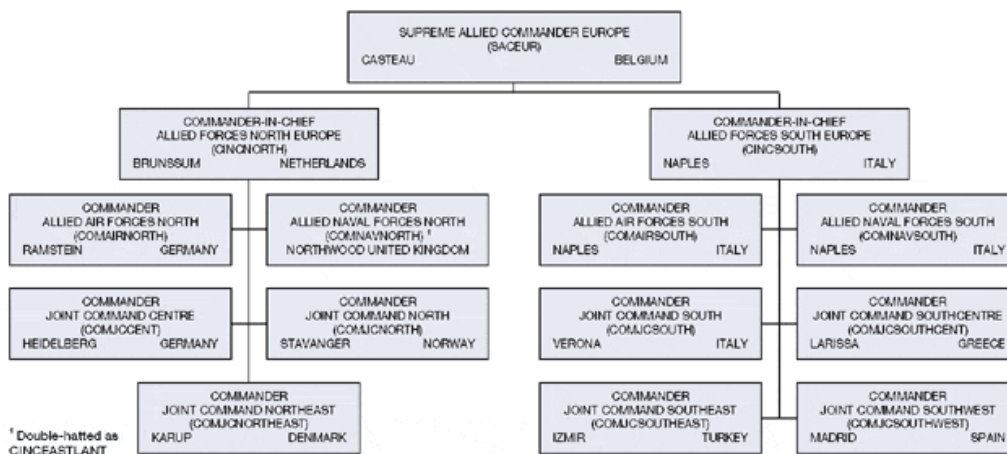 SUPREME ALLIED COMMANDER EUROPE
(SACEUR)
CASTEAU BELGIUM
COMMANDER-IN-CHIEF
ALLIED FORCES NORTH EUROPE
(CINCNORTH)
BRUNSSUM NETHERLANDS
COMMANDER-IN-CHIEF
ALLIED FORCES SOUTH EUROPE
(CINCSOUTH)
NAPLES ITALY
COMMANDER
ALLIED AIR FORCES NORTH
(COMAIRNORTH)
RAMSTEIN GERMANY
COMMANDER
ALLIED NAVAL FORCES NORTH
(COMNAVNORTH) ¹
NORTHWOOD UNITED KINGDOM
COMMANDER
ALLIED AIR FORCES SOUTH
(COMAIRSOUTH)
NAPLES ITALY
COMMANDER
ALLIED NAVAL FORCES SOUTH
(COMNAVSOUTH)
NAPLES ITALY
COMMANDER
JOINT COMMAND CENTRE
(COMJCCENT)
HEIDELBERG GERMANY
COMMANDER
JOINT COMMAND NORTH
(COMJCNORTH)
STAVANGER NORWAY
COMMANDER
JOINT COMMAND SOUTH
(COMJCSOUTH)
VERONA ITALY
COMMANDER
JOINT COMMAND SOUTHCENTRE
(COMJCSOUTHCENT)
LARISSA GREECE
COMMANDER
JOINT COMMAND NORTHEAST
(COMJCNORTHEAST)
KARUP DENMARK
COMMANDER
JOINT COMMAND SOUTHEAST
(COMJCSOUTHEAST)
IZMIR TURKEY
COMMANDER
JOINT COMMAND SOUTHWEST
(COMJCSOUTHWEST)
MADRID SPAIN
¹ Double-hatted as
CINCEASTLANT